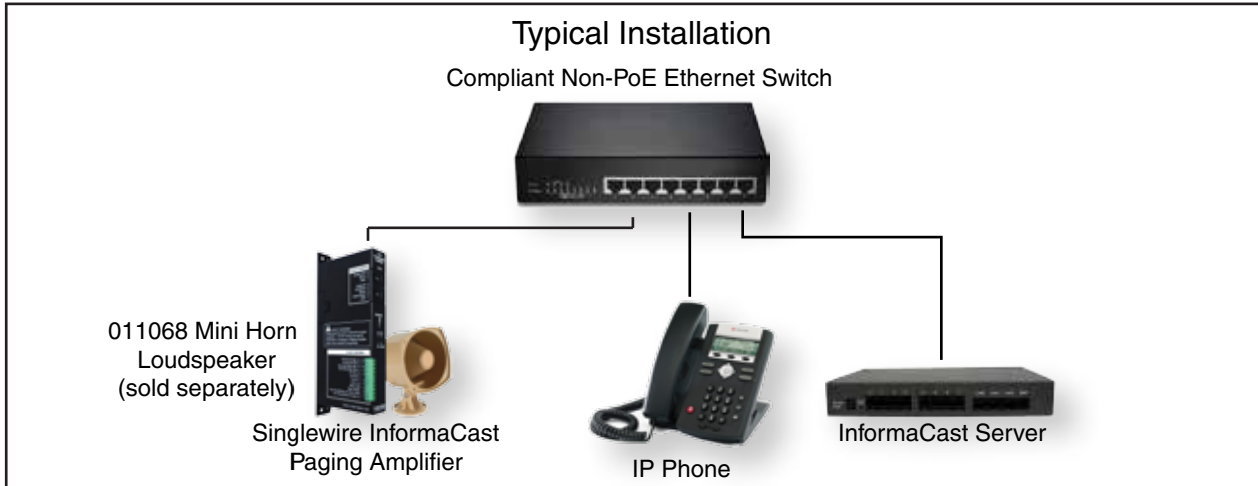 Typical Installation
Compliant Non-PoE Ethernet Switch
011068 Mini Horn
Loudspeaker
(sold separately)
Singlewire InformaCast
Paging Amplifier
IP Phone
InformaCast Server